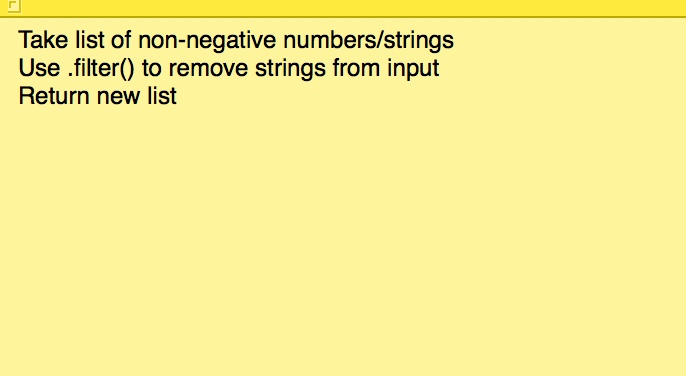 Take list of non-negative numbers/strings
Use .filter() to remove strings from input
Return new list